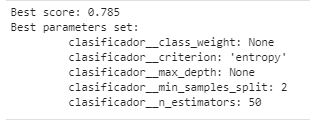 Best score: 0.785
Best parameters set:
clasificador__class_weight: None
clasificador__criterion: 'entropy'
clasificador__max_depth: None
clasificador__min_samples_split: 2
clasificador__n_estimators: 50